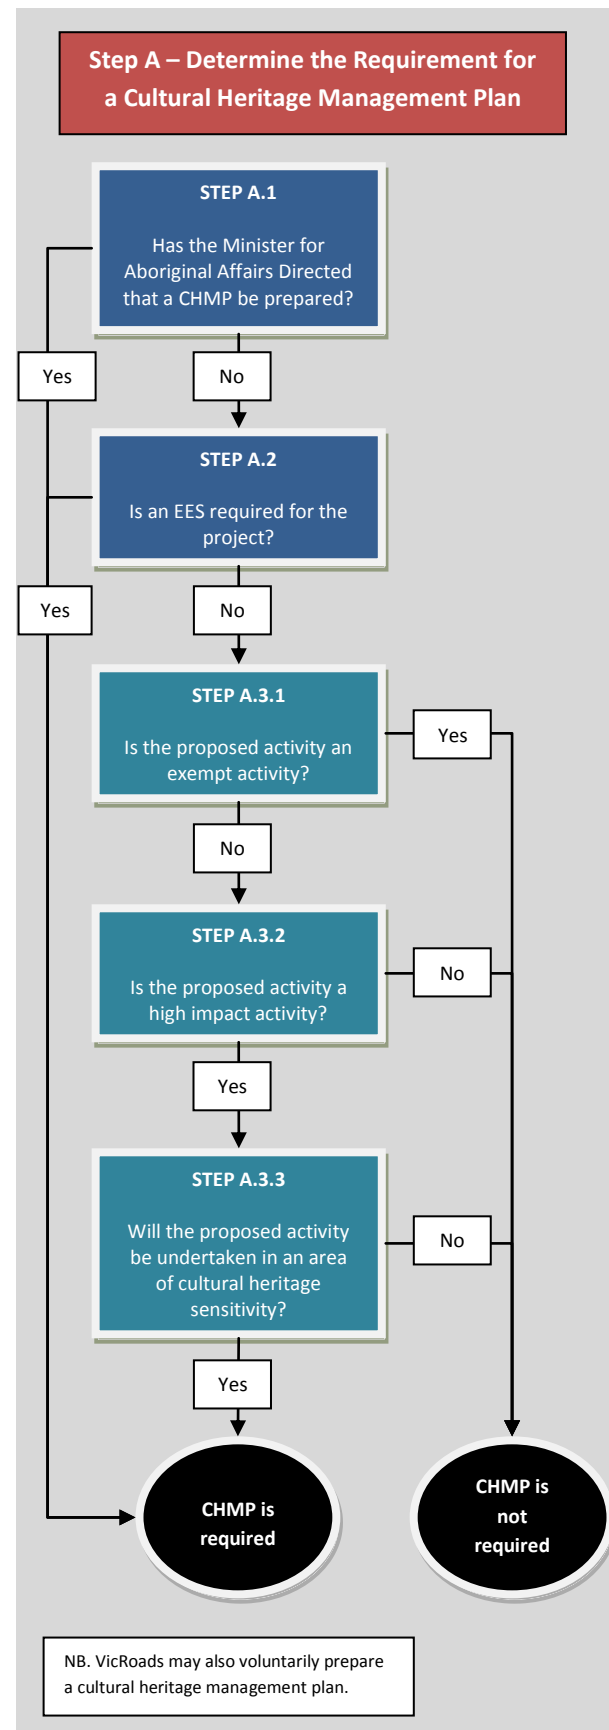 Step A – Determine the Requirement for
a Cultural Heritage Management Plan
STEP A.1
Has the Minister for
Aboriginal Affairs Directed
that a CHMP be prepared?
Yes
No
STEP A.2
Is an EES required for the
project?
Yes
No
STEP A.3.1
Is the proposed activity an
exempt activity?
Yes
No
STEP A.3.2
Is the proposed activity a
high impact activity?
No
Yes
STEP A.3.3
Will the proposed activity
be undertaken in an area
of cultural heritage
sensitivity?
No
Yes
CHMP is
required
CHMP is
not
required
NB. VicRoads may also voluntarily prepare
a cultural heritage management plan.